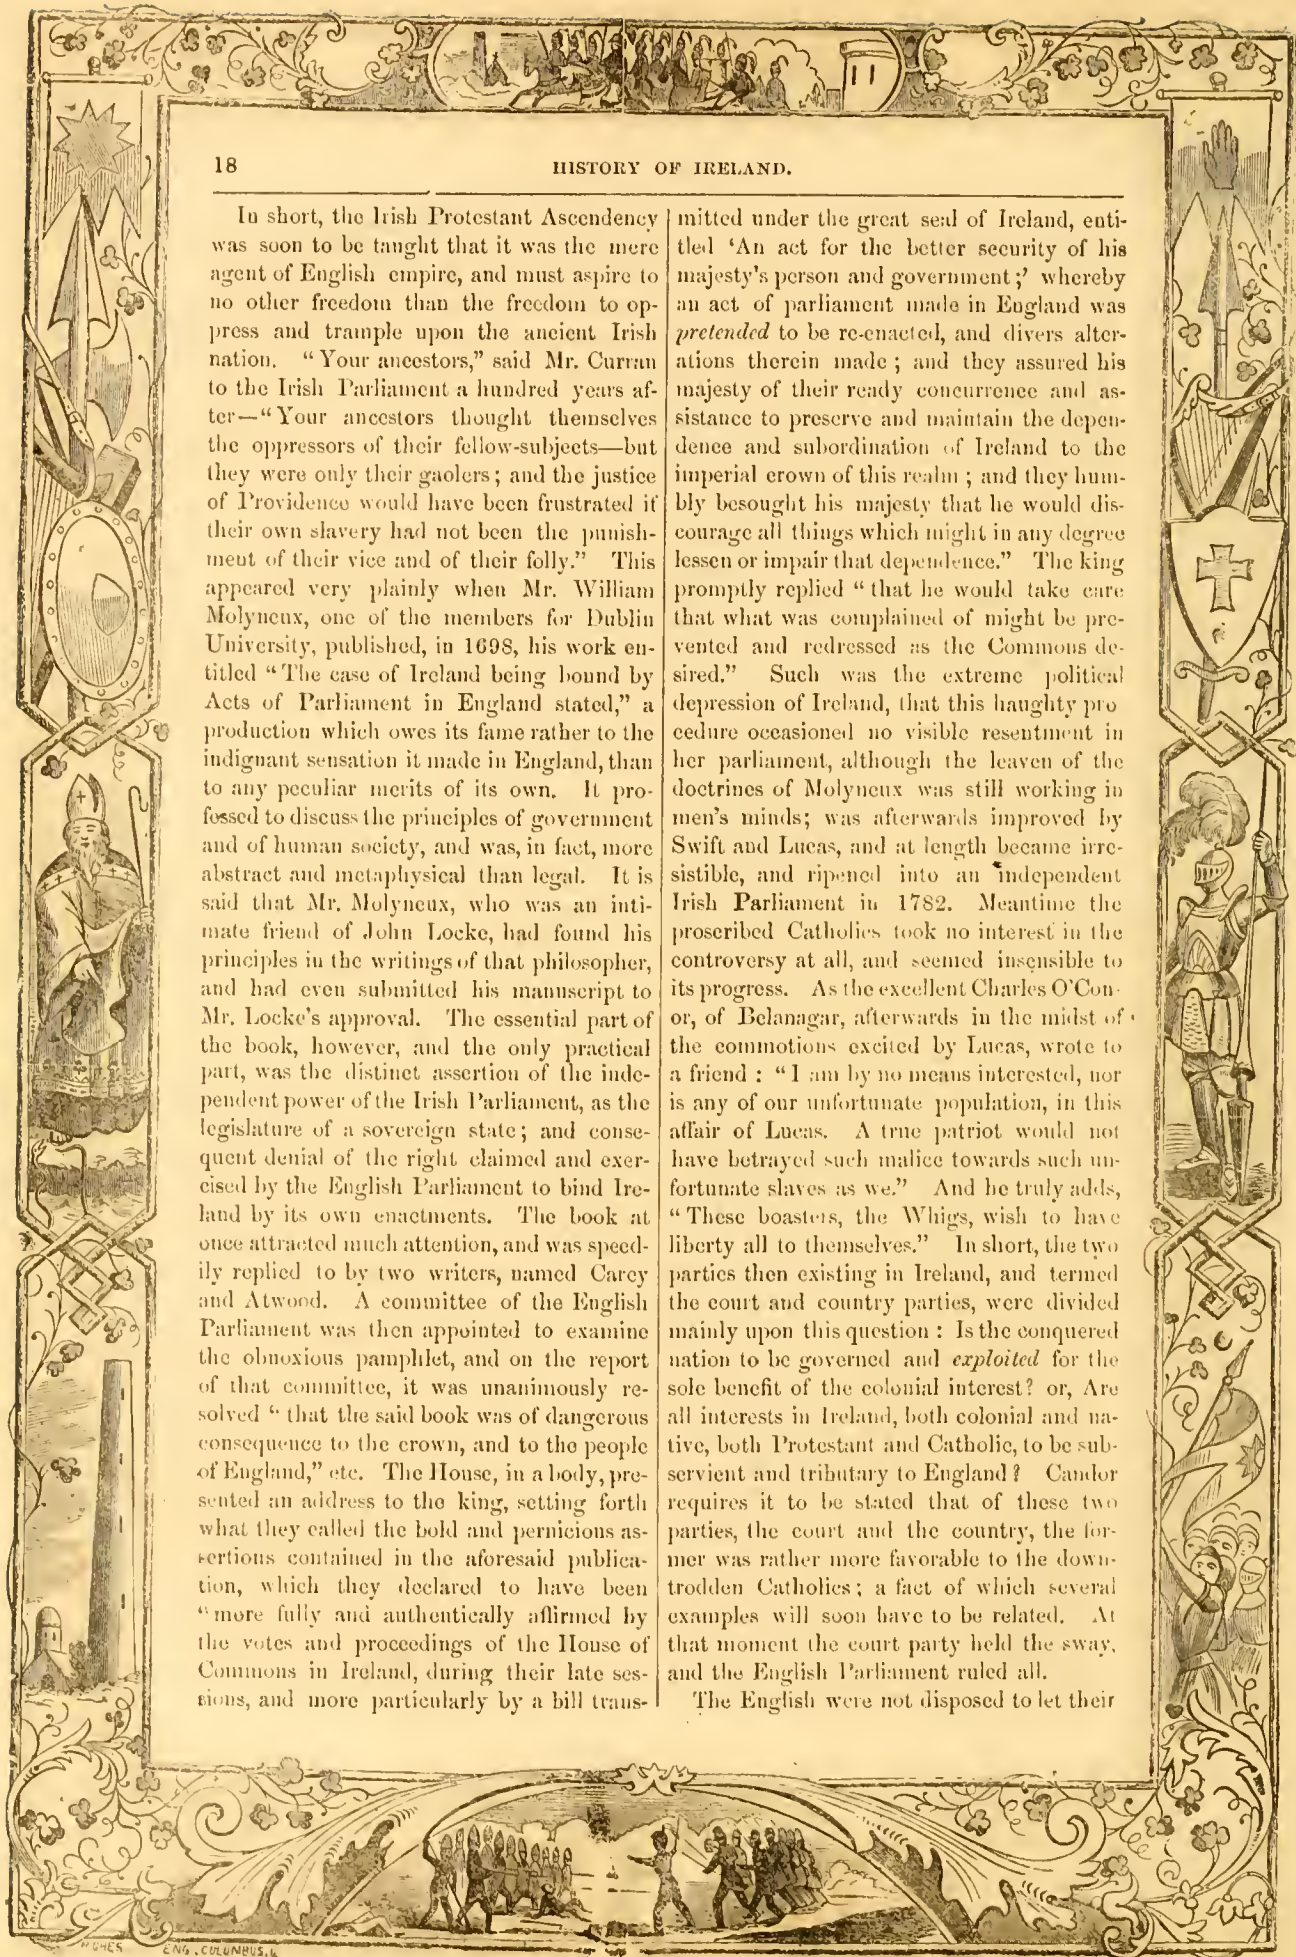 18
HISTORY OF IRELAND.
In short, the Irish Protestant Ascendency
was soon to be taught that it was the mere
agent of English empire, and must aspire to
no other freedom than the freedom to op-
press and trample upon the ancient Irish
nation. “Your ancestors,” said Mr. Curran
to the Irish Parliament a hundred years af-
ter—“Your ancestors thought themselves
the oppressors of their fellow-subjects—but
they were only their gaolers; and the justice
of Providence would have been frustrated if
their own slavery had not been the punish-
ment of their vice and of their folly.” This
appeared very plainly when Mr. William
Molyneux, one of the members for Dublin
University, published, in 1698, his work en-
titled “The case of Ireland being bound by
Acts of Parliament in England stated,” a
production which owes its fame rather to the
indignant sensation it made in England, than
to any peculiar merits of its own. It pro-
fessed to discuss the principles of government
and of human society, and was, in fact, more
abstract and metaphysical than legal. It is
said that Mr. Molyneux, who was an inti-
mate friend of John Locke, had found his
principles in the writings of that philosopher,
and had even submitted his manuscript to
Mr. Locke's approval. The essential part of
the book, however, and the only practical
part, was the distinct assertion of the inde-
pendent power of the Irish Parliament, as the
legislature of a sovereign state; and conse-
quent denial of the right claimed and exer-
cised by the English Parliament to bind Ire-
land by its own enactments. The book at
once attracted much attention, and was speed-
ily replied to by two writers, named Carey
and Atwood. A committee of the English
Parliament was then appointed to examine
the obnoxious pamphlet, and on the report
of that committee, it was unanimously re-
solved “that the said book was of dangerous
consequence to the crown, and to the people
of England,” etc. The House, in a body, pre-
sented an address to the king, setting forth
what they called the bold and pernicious as-
sertions contained in the aforesaid publica-
tion, which they declared to have been
“more fully and authentically affirmed by
the votes and proceedings of the House of
Commons in Ireland, during their late ses-
sions, and more particularly by a bill trans-
mitted under the great seal of Ireland, enti-
tled ‘An act for the better security of his
majesty's person and government;’ whereby
an act of parliament made in England was
pretended to be re-enacted, and divers alter-
ations therein made; and they assured his
majesty of their ready concurrence and as-
sistance to preserve and maintain the depen-
dence and subordination of Ireland to the
imperial crown of this realm; and they hum-
bly besought his majesty that he would dis-
courage all things which might in any degree
lessen or impair that dependence.” The king
promptly replied “that he would take care
that what was complained of might be pre-
vented and redressed as the Commons de-
sired.” Such was the extreme political
depression of Ireland, that this haughty pro
cedure occasioned no visible resentment in
her parliament, although the leaven of the
doctrines of Molyneux was still working in
men's minds; was afterwards improved by
Swift and Lucas, and at length became irre-
sistible, and ripened into an independent
Irish Parliament in 1782. Meantime the
proscribed Catholics took no interest in the
controversy at all, and seemed insensible to
its progress. As the excellent Charles O'Con-
or, of Belanagar, afterwards in the midst of
the commotions excited by Lucas, wrote to
a friend: “I am by no means interested, nor
is any of our unfortunate population, in this
affair of Lucas. A true patriot would not
have betrayed such malice towards such un-
fortunate slaves as we.” And he truly adds,
“These boasters, the Whigs, wish to have
liberty all to themselves.” In short, the two
parties then existing in Ireland, and termed
the court and country parties, were divided
mainly upon this question: Is the conquered
nation to be governed and exploited for the
sole benefit of the colonial interest? or, Are
all interests in Ireland, both colonial and na-
tive, both Protestant and Catholic, to be sub-
servient and tributary to England? Candor
requires it to be stated that of these two
parties, the court and the country, the for-
mer was rather more favorable to the down-
trodden Catholics; a fact of which several
examples will soon have to be related. At
that moment the court party held the sway,
and the English Parliament ruled all.
The English were not disposed to let their
ENG. COLUMBUS.